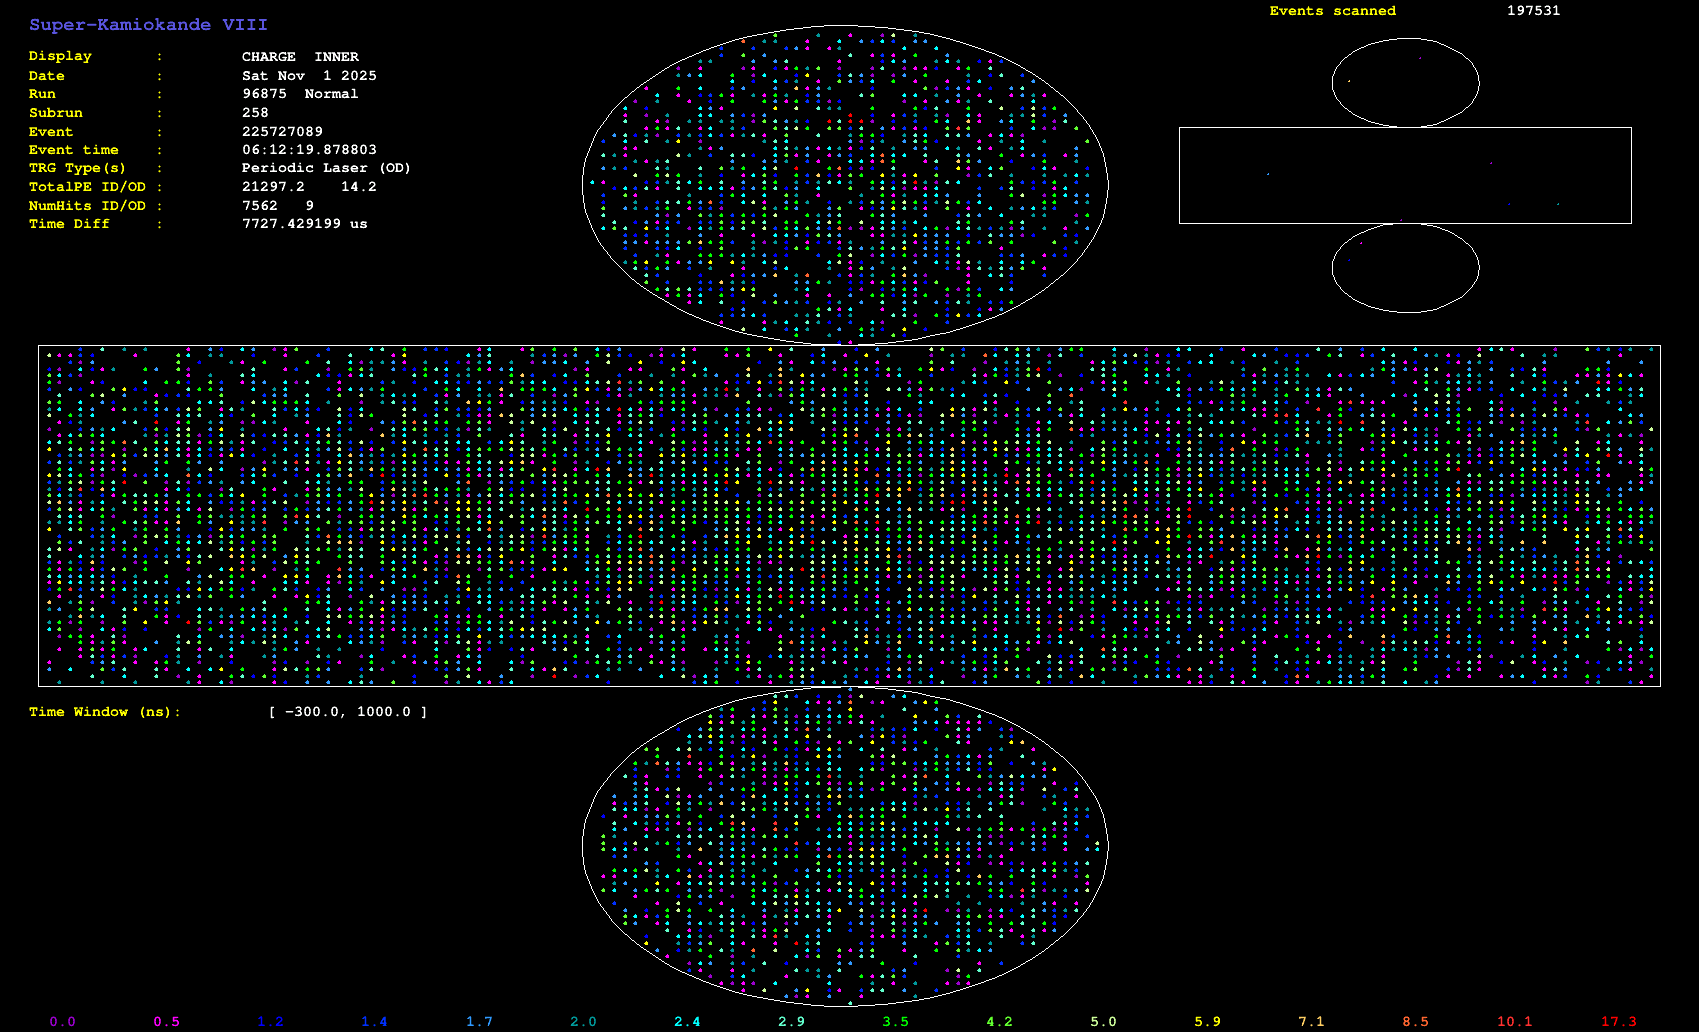 Super-Kamiokande VIII
Events scanned 197531
Display : CHARGE INNER
Date : Sat Nov 1 2025
Run : 96875 Normal
Subrun : 258
Event : 225727089
Event time : 06:12:19.878803
TRG Type(s) : Periodic Laser (OD)
TotalPE ID/OD : 21297.2 14.2
NumHits ID/OD : 7562 9
Time Diff : 7727.429199 us
Time Window (ns): [ -300.0, 1000.0 ]
0.0 0.5 1.2 1.4 1.7 2.0 2.4 2.9 3.5 4.2 5.0 5.9 7.1 8.5 10.1 17.3